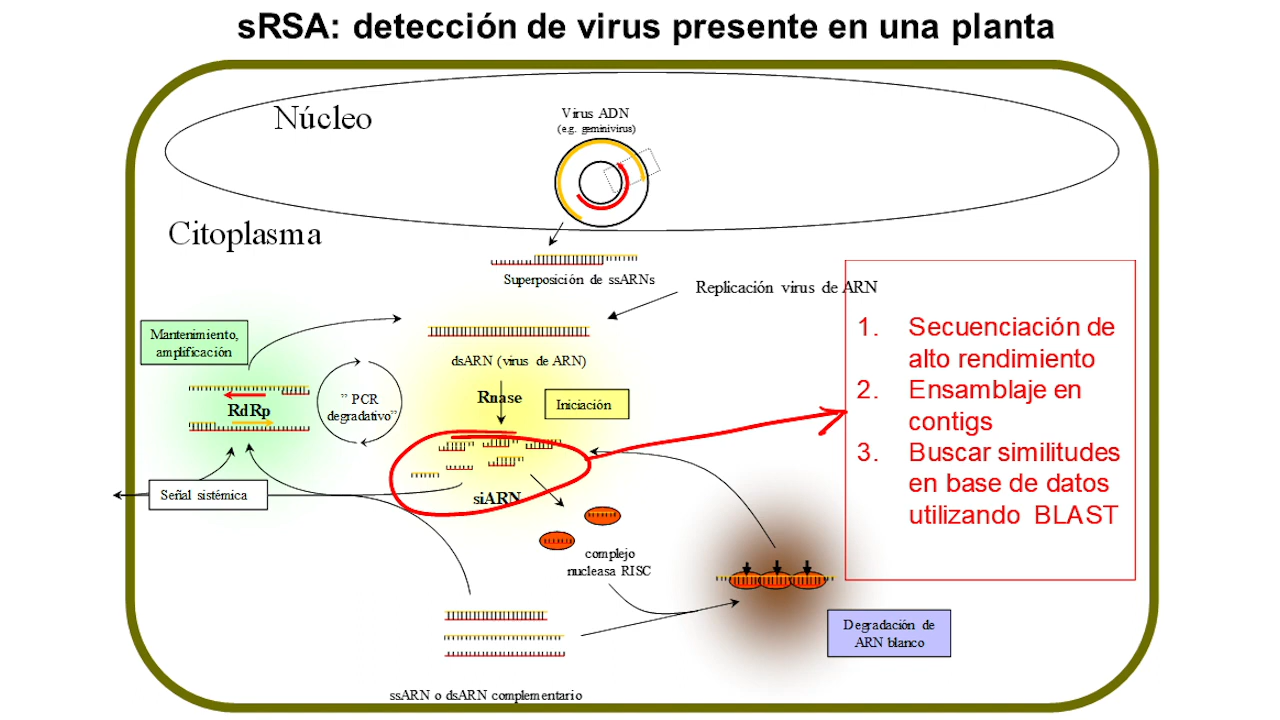 sRSA: detección de virus presente en una planta
Núcleo
Virus ADN
(e.g. geminivirus)
Citoplasma
Superposición de ssARNs
Replicación virus de ARN
Mantenimiento,
amplificación
dsARN (virus de ARN)
RdRp
” PCR
degradativo”
Rnase
Iniciación
Señal sistémica
siARN
complejo
nucleasa RISC
Degradación de
ARN blanco
ssARN o dsARN complementario
1. Secuenciación de
alto rendimiento
2. Ensamblaje en
contigs
3. Buscar similitudes
en base de datos
utilizando BLAST